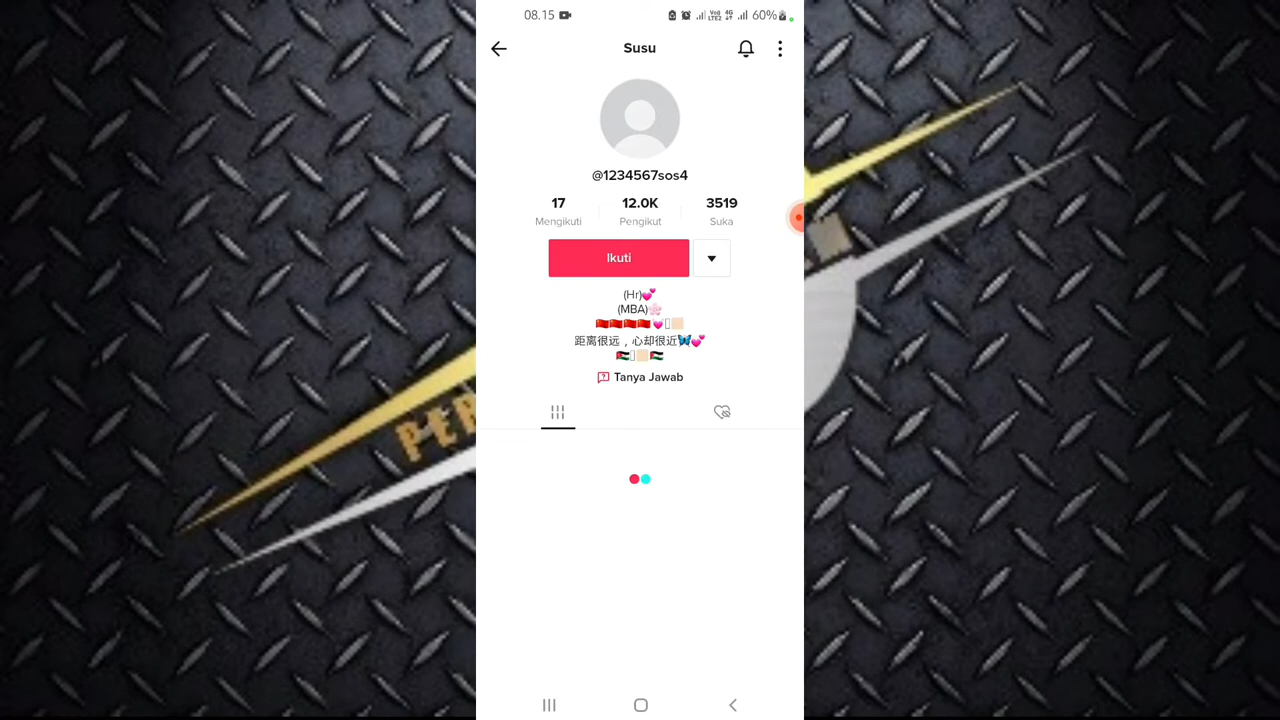 08.15
60%
Susu
@1234567sos4
17 12.0K 3519
Mengikuti Pengikut Suka
Ikuti
(Hr)💕
(MBA)🌸
🇨🇳🇨🇳🇨🇳🇨🇳💗
距离很远，心却很近🦋💕
🇯🇴🇵🇸
Tanya Jawab
PER